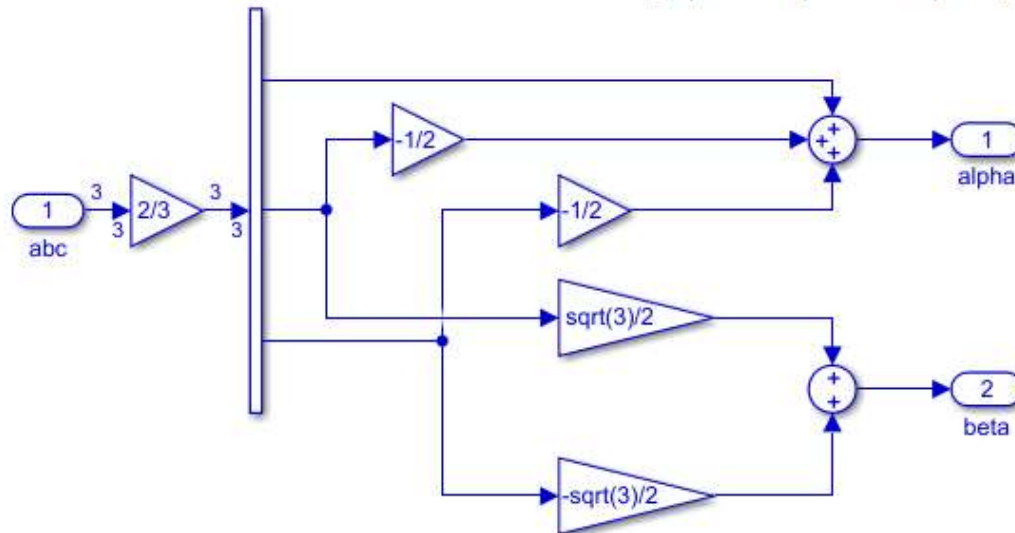 -1/2
+
+ +
1
alpha
3
3
1
3
2/3
3
abc
-1/2
sqrt(3)/2
+
+
2
beta
-sqrt(3)/2